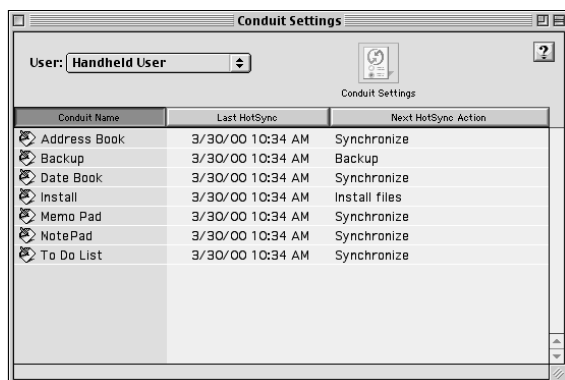 Conduit Settings
User: Handheld User
?
Conduit Settings
Conduit Name Last HotSync Next HotSync Action
Address Book 3/30/00 10:34 AM Synchronize
Backup 3/30/00 10:34 AM Backup
Date Book 3/30/00 10:34 AM Synchronize
Install 3/30/00 10:34 AM Install files
Memo Pad 3/30/00 10:34 AM Synchronize
NotePad 3/30/00 10:34 AM Synchronize
To Do List 3/30/00 10:34 AM Synchronize